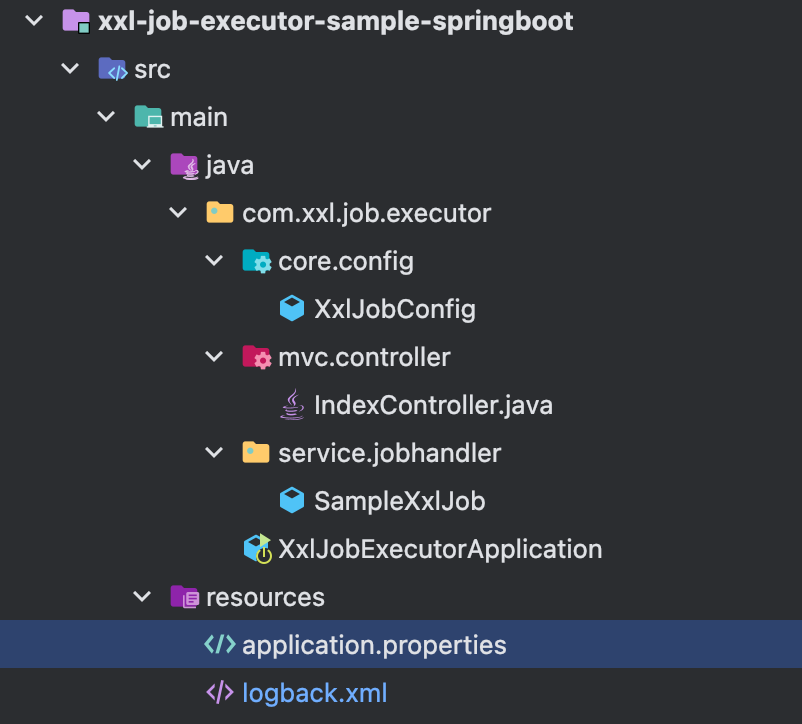 xxl-job-executor-sample-springboot
src
main
java
com.xxl.job.executor
core.config
XxlJobConfig
mvc.controller
IndexController.java
service.jobhandler
SampleXxlJob
XxlJobExecutorApplication
resources
application.properties
logback.xml